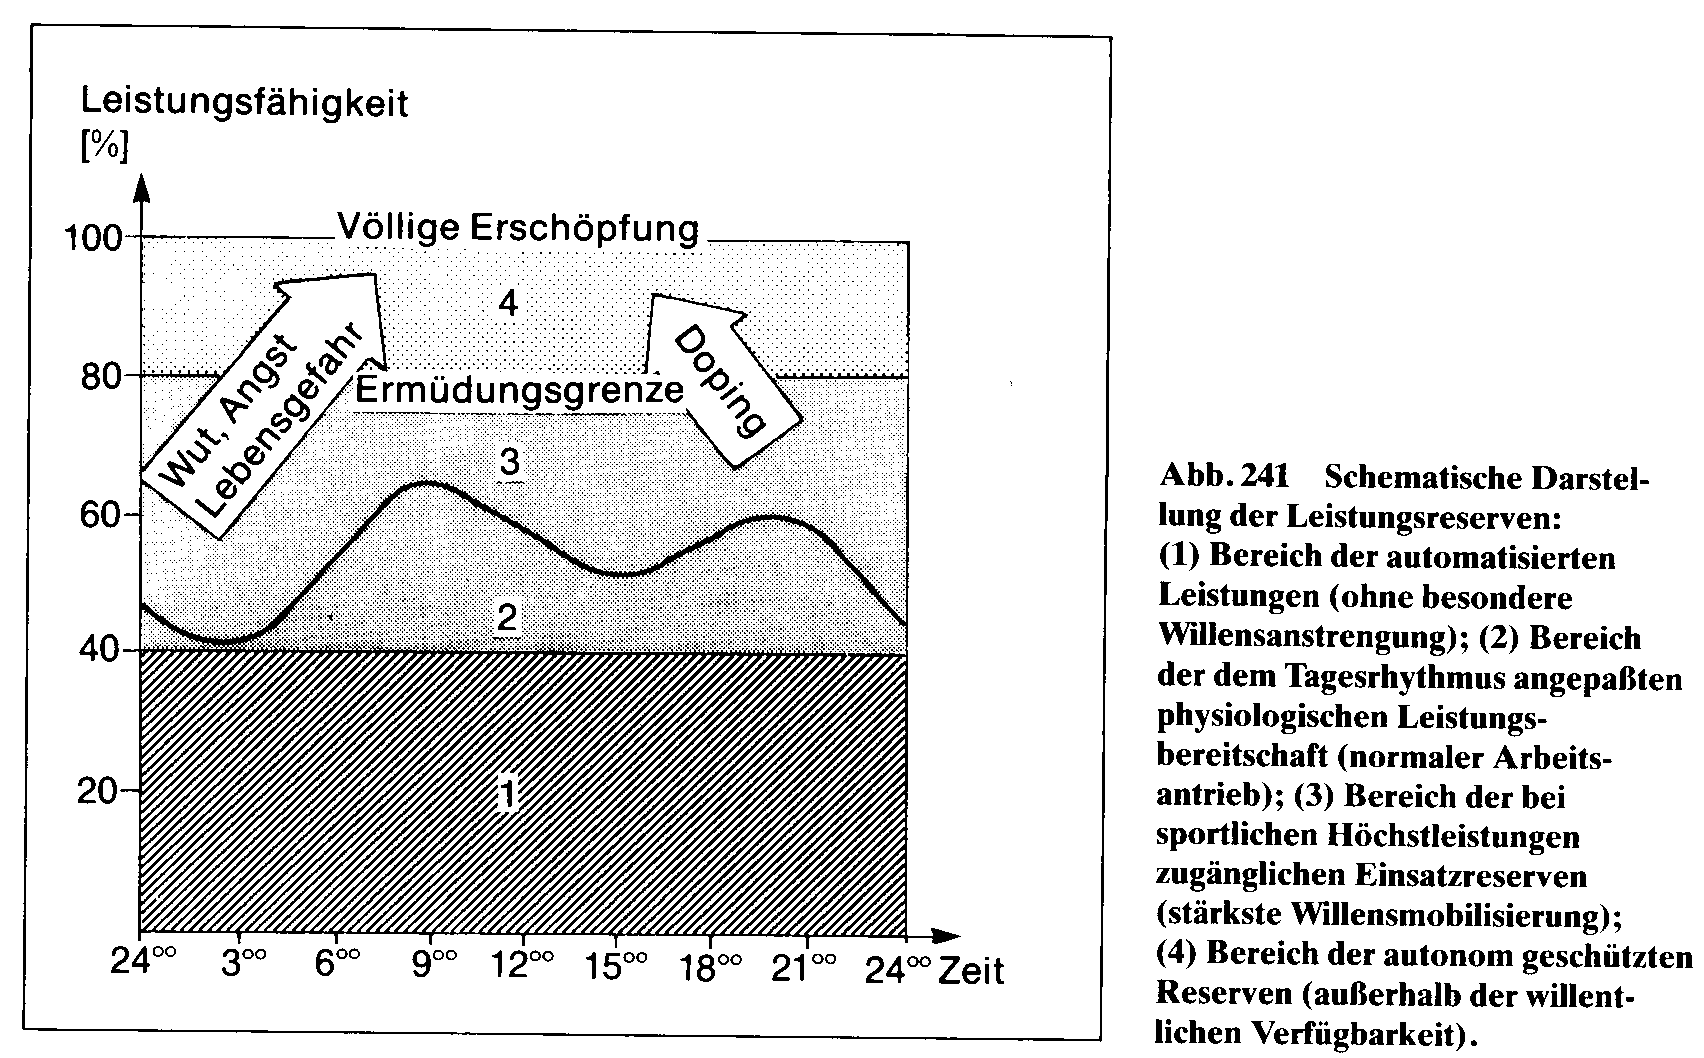 Leistungsfähigkeit
[%]
100
Völlige Erschöpfung
4
Wut, Angst
Lebensgefahr
Doping
80
Ermüdungsgrenze
3
60
2
40
1
20
24⁰⁰ 3⁰⁰ 6⁰⁰ 9⁰⁰ 12⁰⁰ 15⁰⁰ 18⁰⁰ 21⁰⁰ 24⁰⁰ Zeit
Abb. 241 Schematische Darstel-
lung der Leistungsreserven:
(1) Bereich der automatisierten
Leistungen (ohne besondere
Willensanstrengung); (2) Bereich
der dem Tagesrhythmus angepaßten
physiologischen Leistungs-
bereitschaft (normaler Arbeits-
antrieb); (3) Bereich der bei
sportlichen Höchstleistungen
zugänglichen Einsatzreserven
(stärkste Willensmobilisierung);
(4) Bereich der autonom geschützten
Reserven (außerhalb der willent-
lichen Verfügbarkeit).